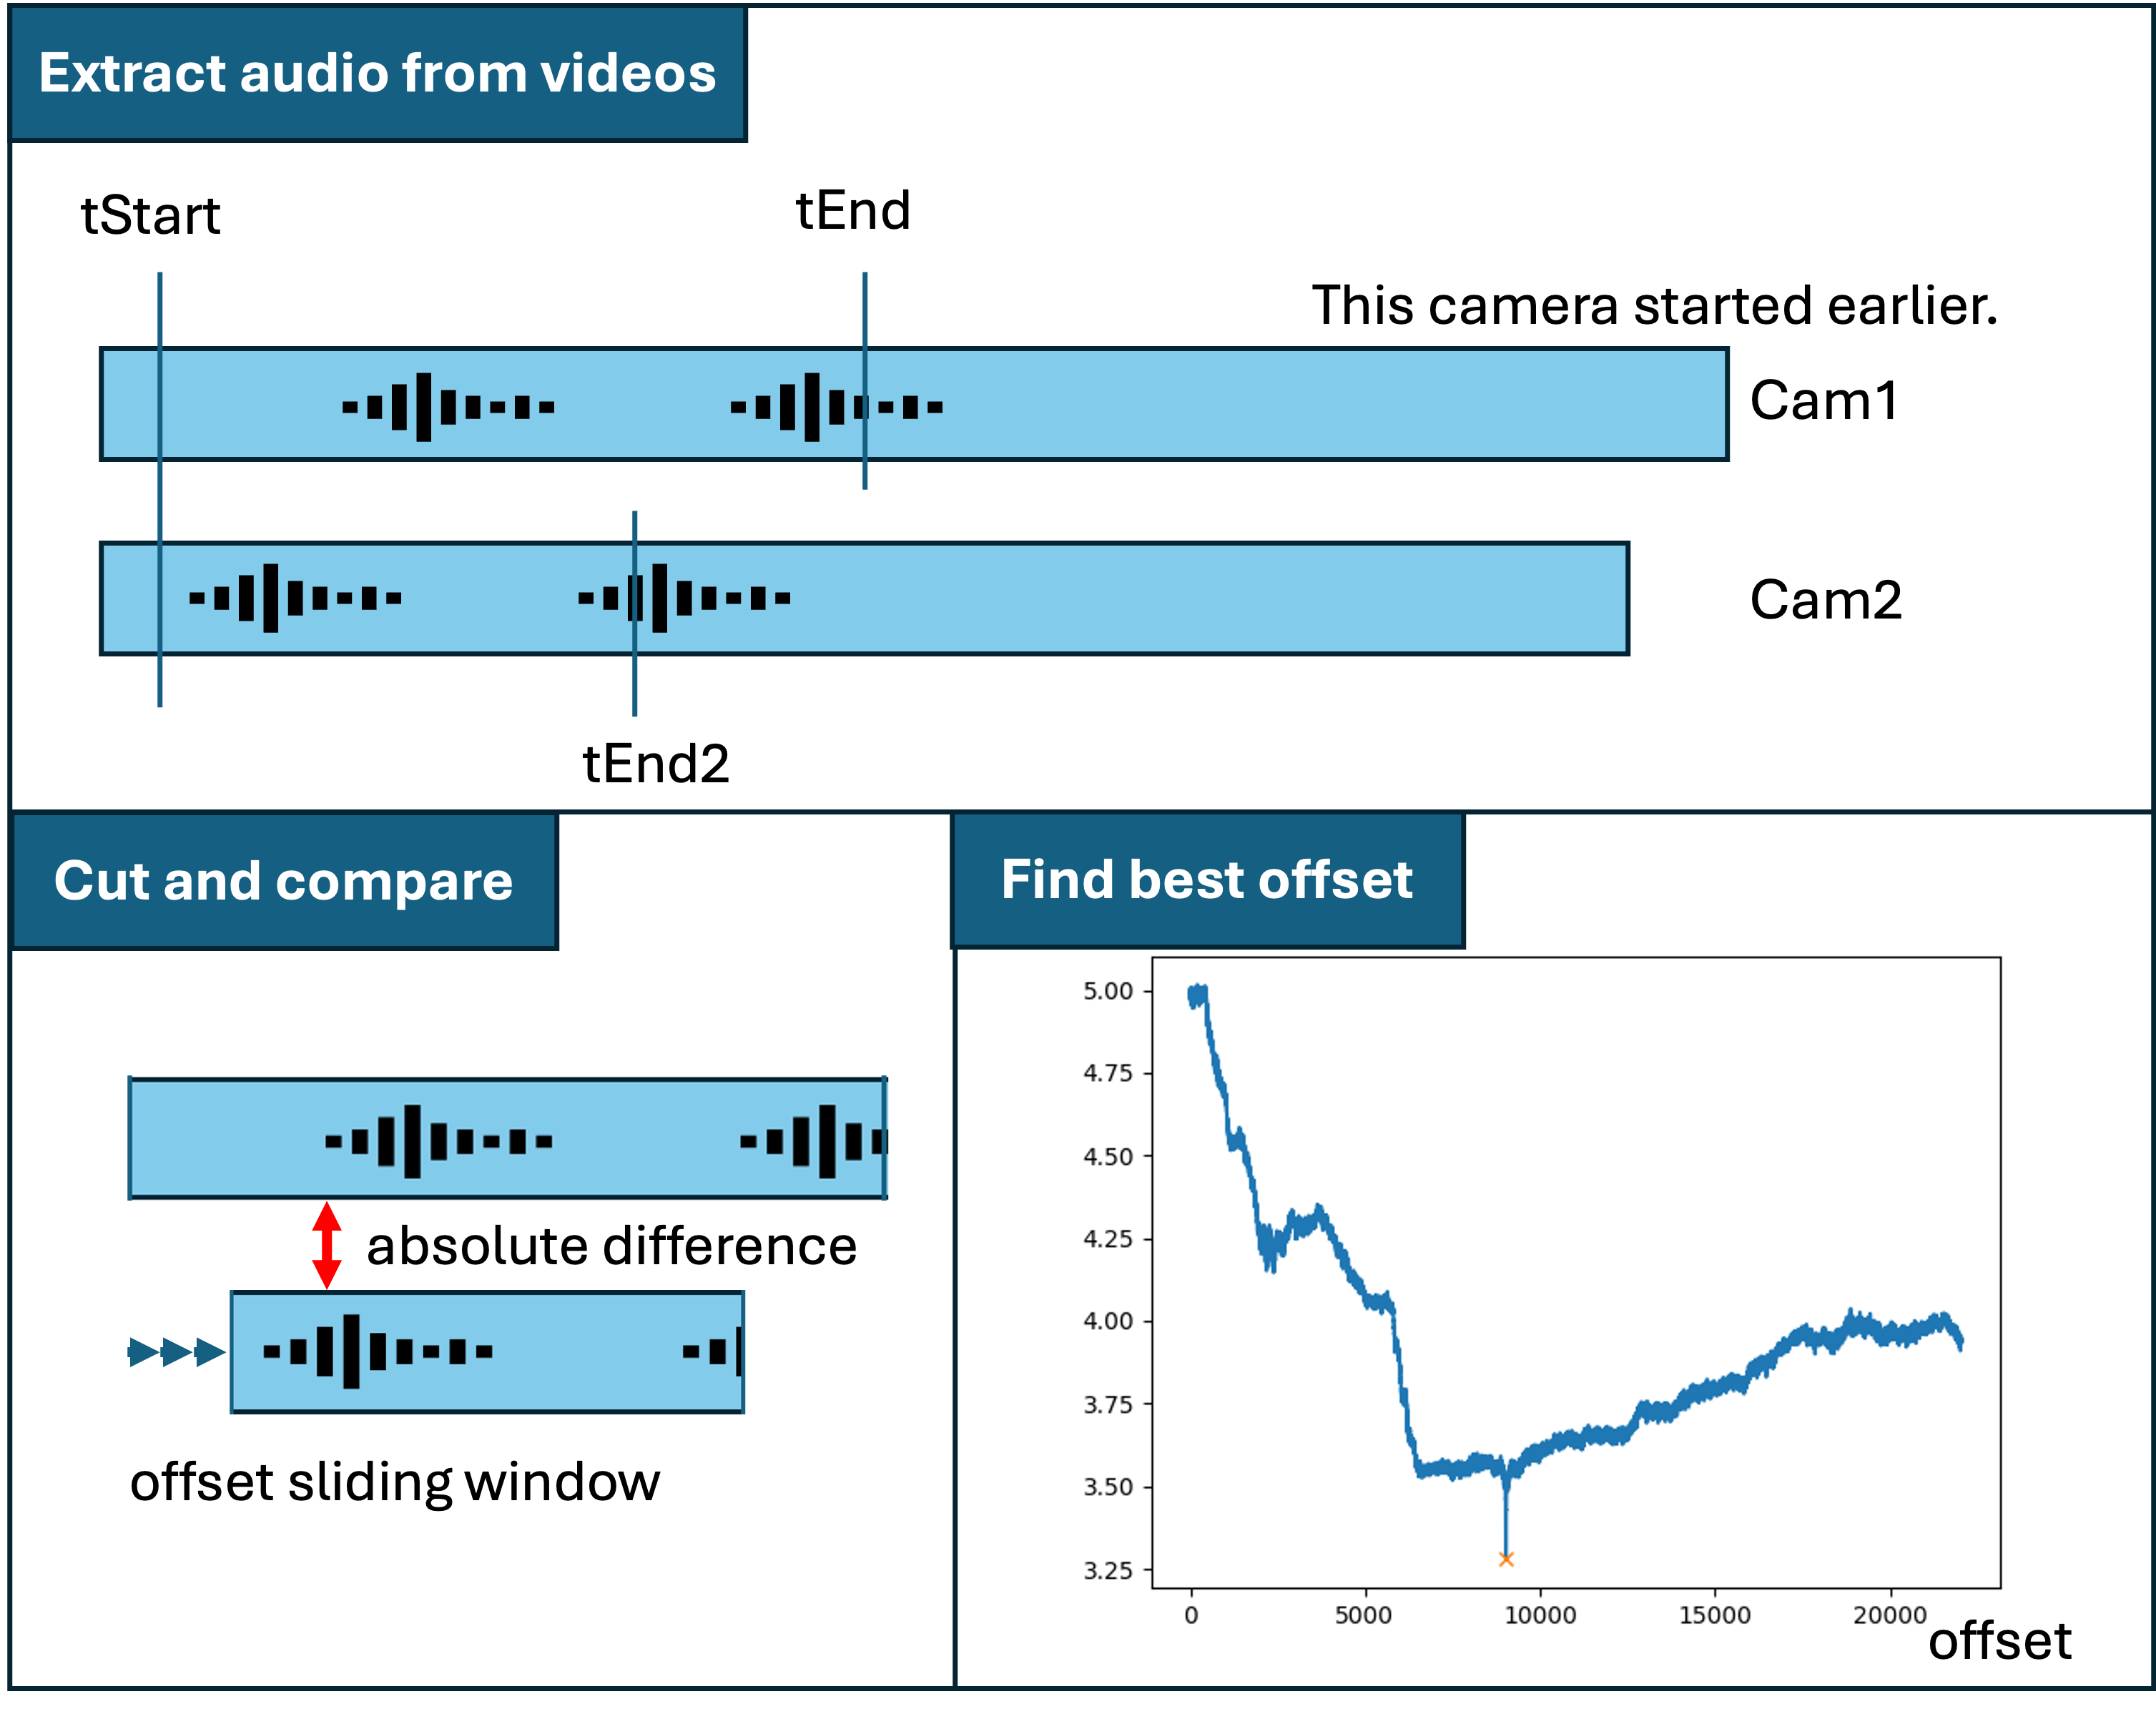 Extract audio from videos
tStart
tEnd
This camera started earlier.
Cam1
Cam2
tEnd2
Cut and compare
absolute difference
offset sliding window
Find best offset
5.00
4.75
4.50
4.25
4.00
3.75
3.50
3.25
0
5000
10000
15000
20000
offset